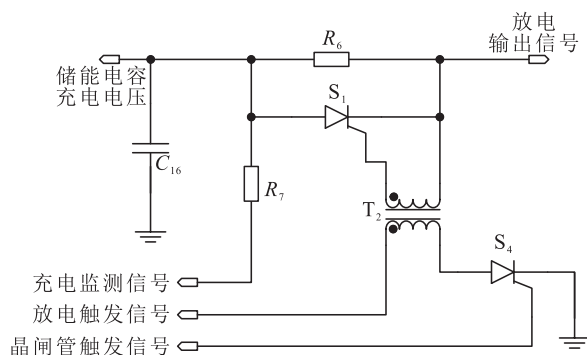 放电
输出信号
R6
储能电容
充电电压
S1
C16
R7
T2
S4
充电监测信号
放电触发信号
晶闸管触发信号